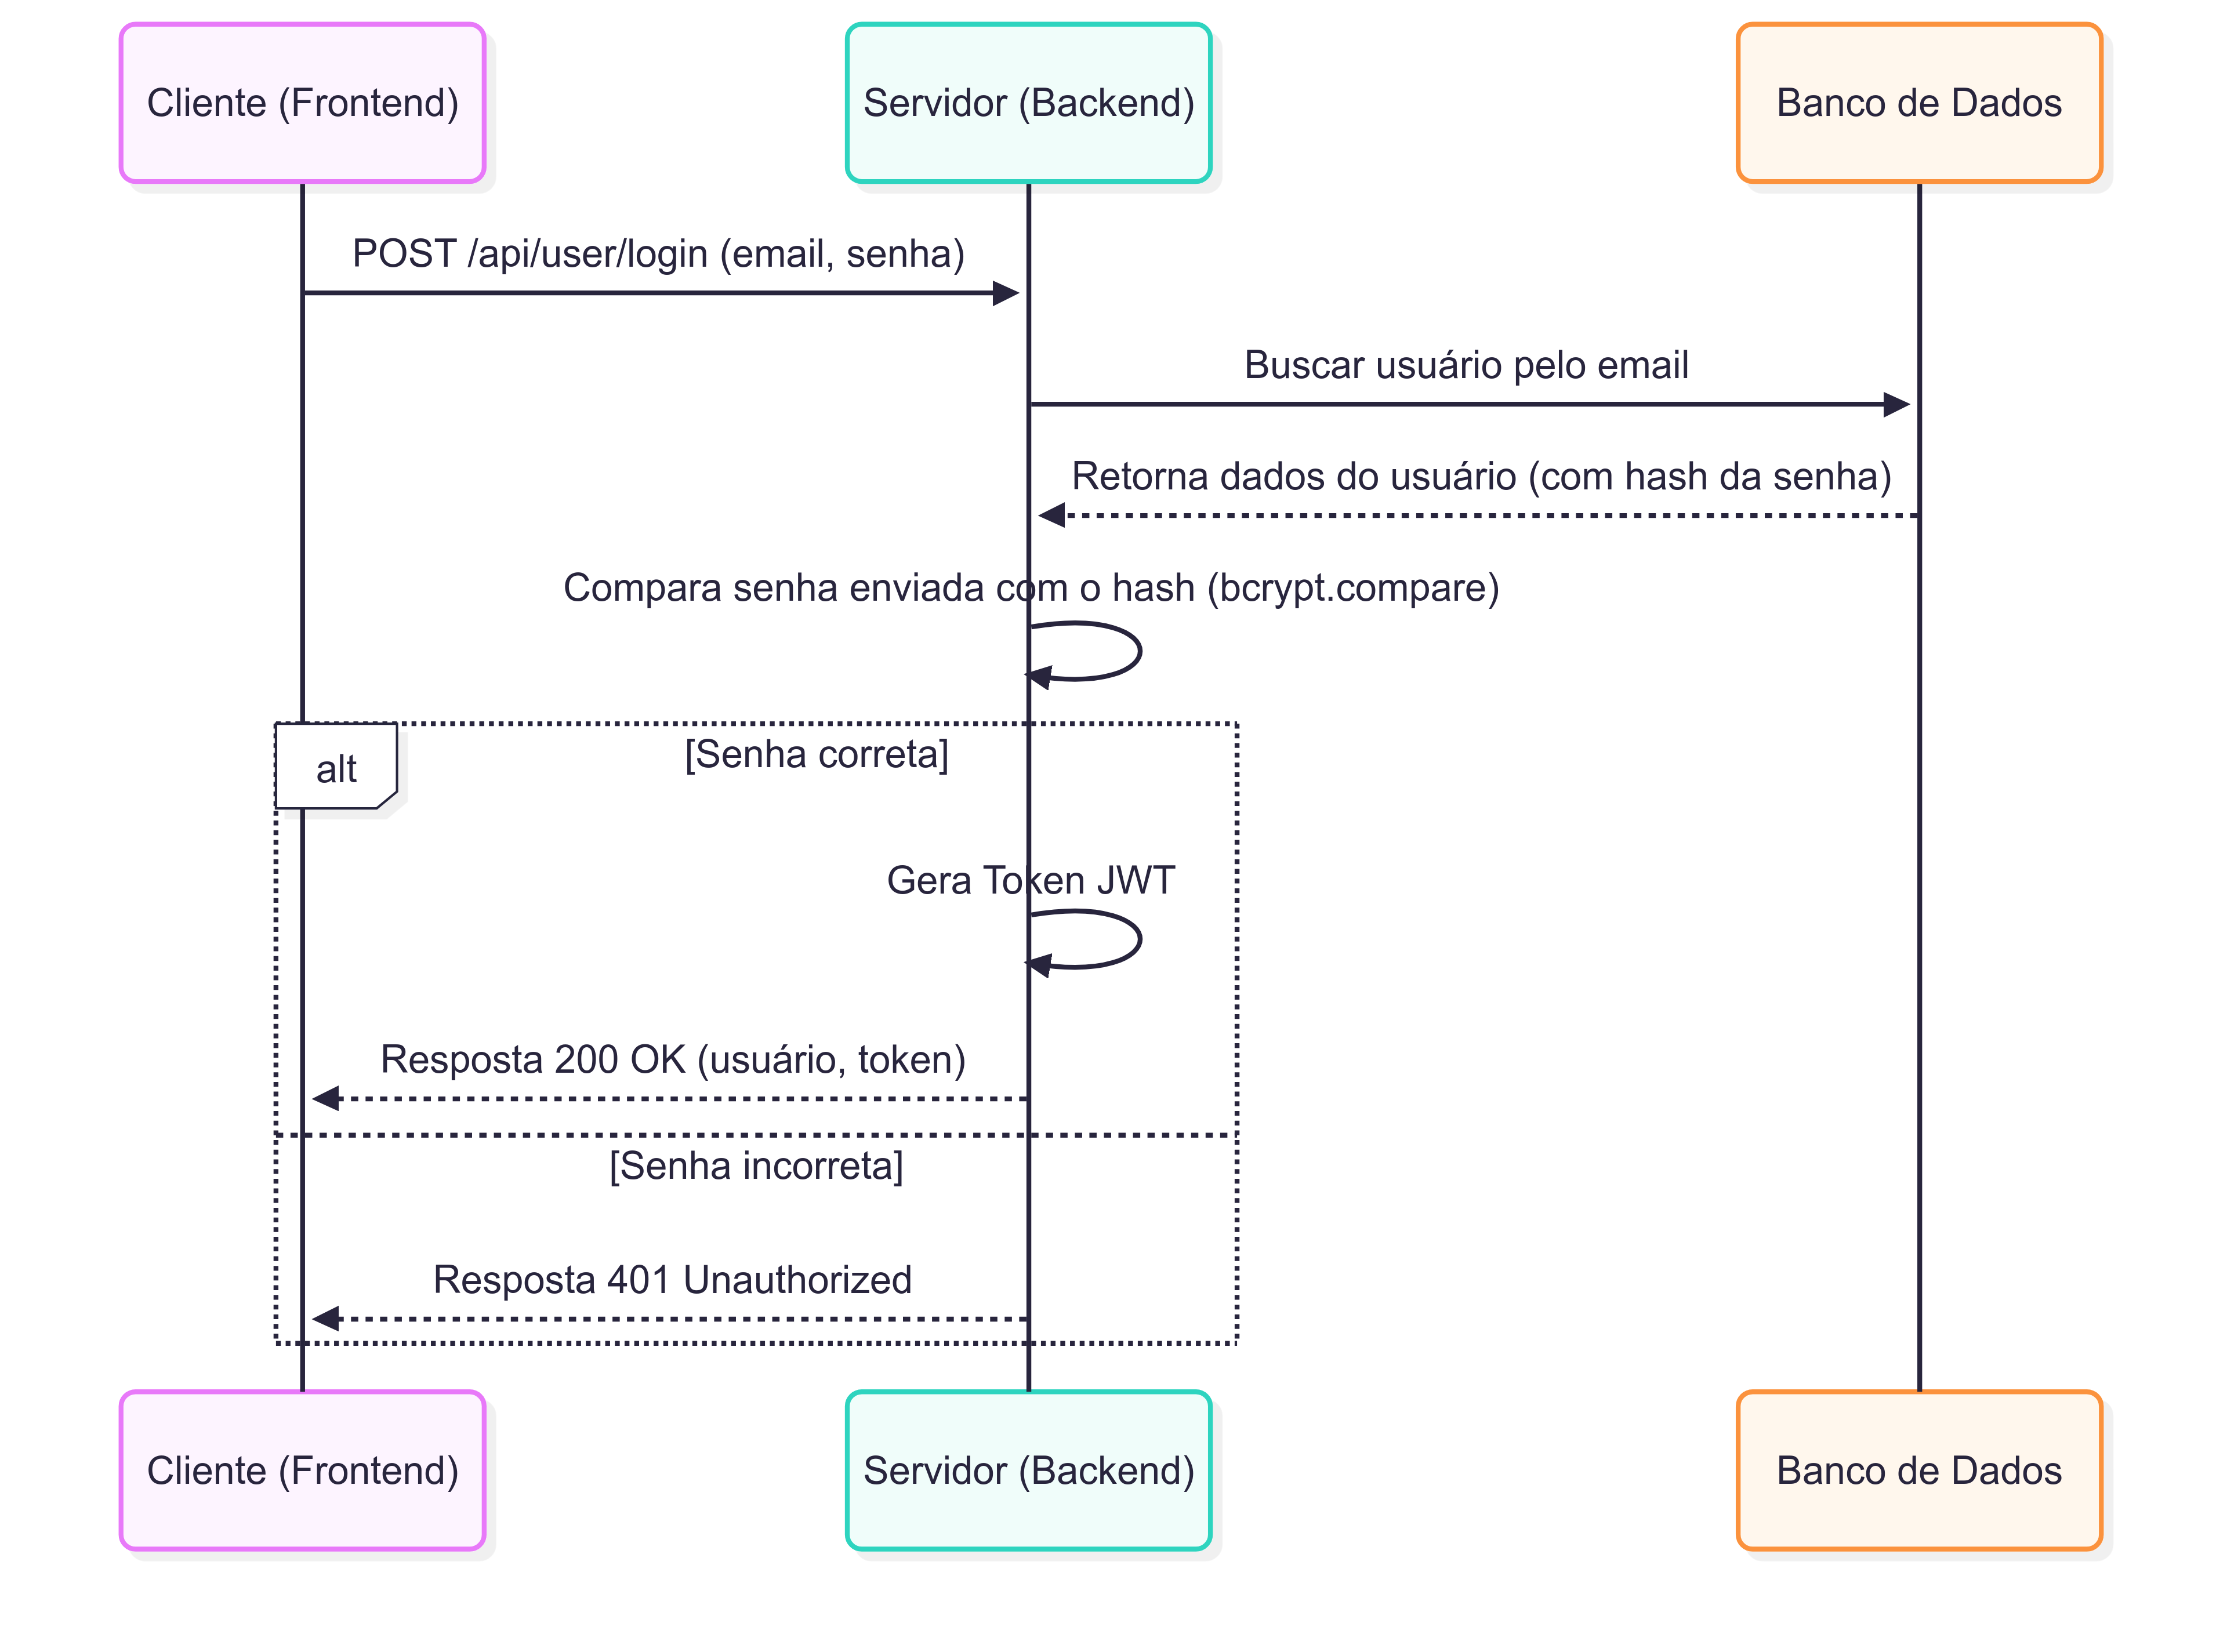 Cliente (Frontend)
Servidor (Backend)
Banco de Dados
POST /api/user/login (email, senha)
Buscar usuário pelo email
Retorna dados do usuário (com hash da senha)
Compara senha enviada com o hash (bcrypt.compare)
alt
[Senha correta]
Gera Token JWT
Resposta 200 OK (usuário, token)
[Senha incorreta]
Resposta 401 Unauthorized
Cliente (Frontend)
Servidor (Backend)
Banco de Dados